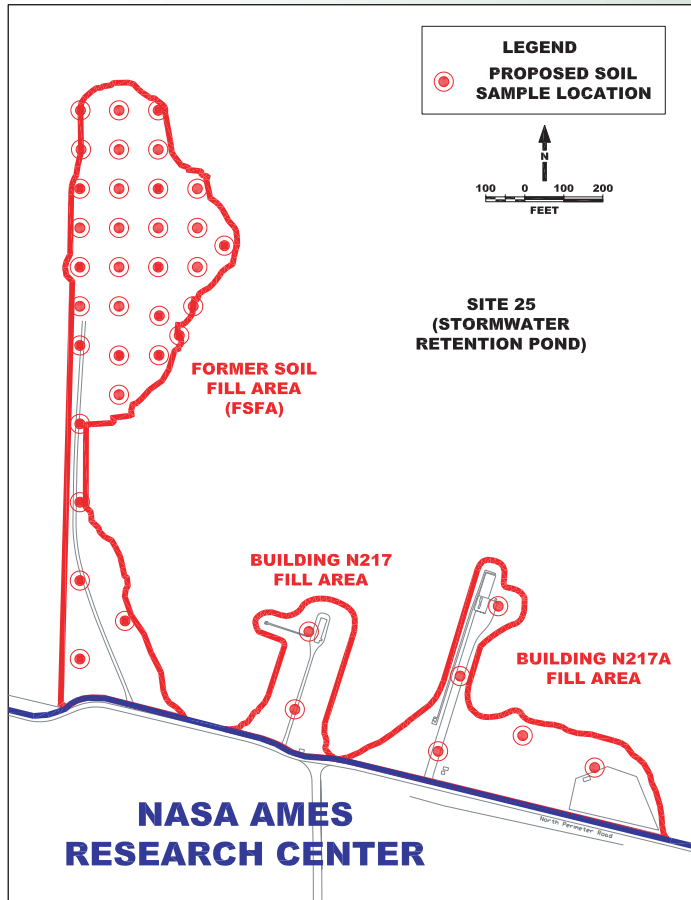 LEGEND
PROPOSED SOIL
SAMPLE LOCATION
N
100 0 100 200
FEET
SITE 25
(STORMWATER
RETENTION POND)
FORMER SOIL
FILL AREA
(FSFA)
BUILDING N217
FILL AREA
BUILDING N217A
FILL AREA
North Perimeter Road
NASA AMES
RESEARCH CENTER